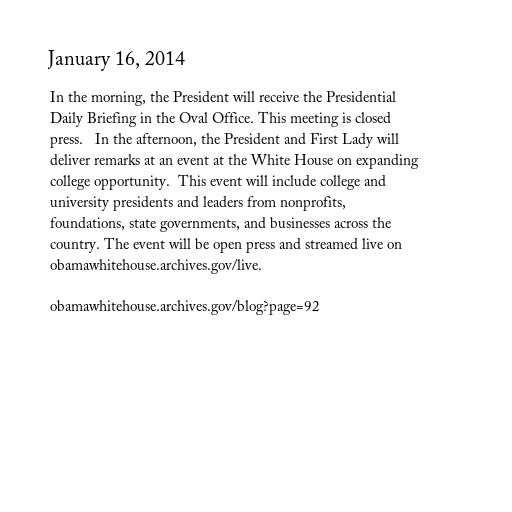 January 16, 2014
In the morning, the President will receive the Presidential
Daily Briefing in the Oval Office. This meeting is closed
press.   In the afternoon, the President and First Lady will
deliver remarks at an event at the White House on expanding
college opportunity.  This event will include college and
university presidents and leaders from nonprofits,
foundations, state governments, and businesses across the
country. The event will be open press and streamed live on
obamawhitehouse.archives.gov/live.
obamawhitehouse.archives.gov/blog?page=92